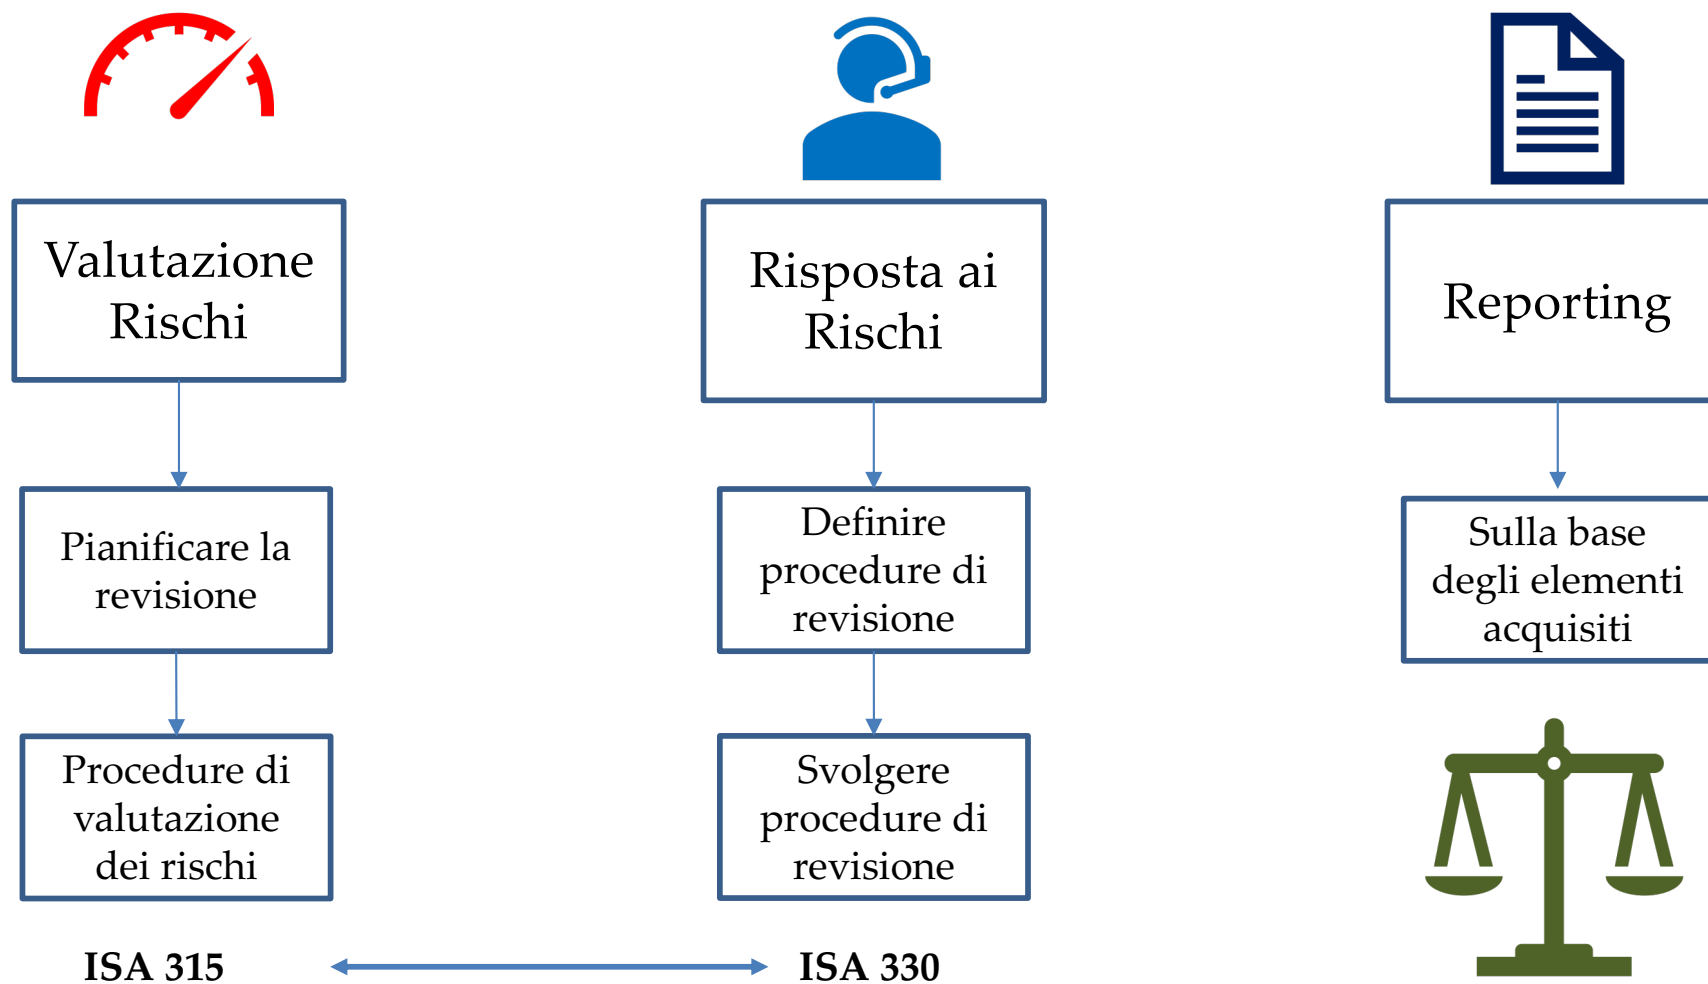 Valutazione
Rischi
Pianificare la
revisione
Procedure di
valutazione
dei rischi
ISA 315
Risposta ai
Rischi
Definire
procedure di
revisione
Svolgere
procedure di
revisione
ISA 330
Reporting
Sulla base
degli elementi
acquisiti